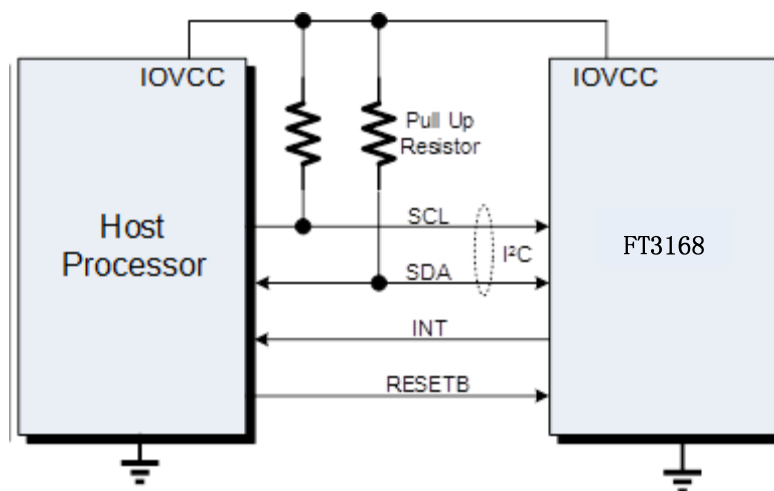 IOVCC
IOVCC
Pull Up
Resistor
Host
Processor
SCL
FT3168
I²C
SDA
INT
RESETB